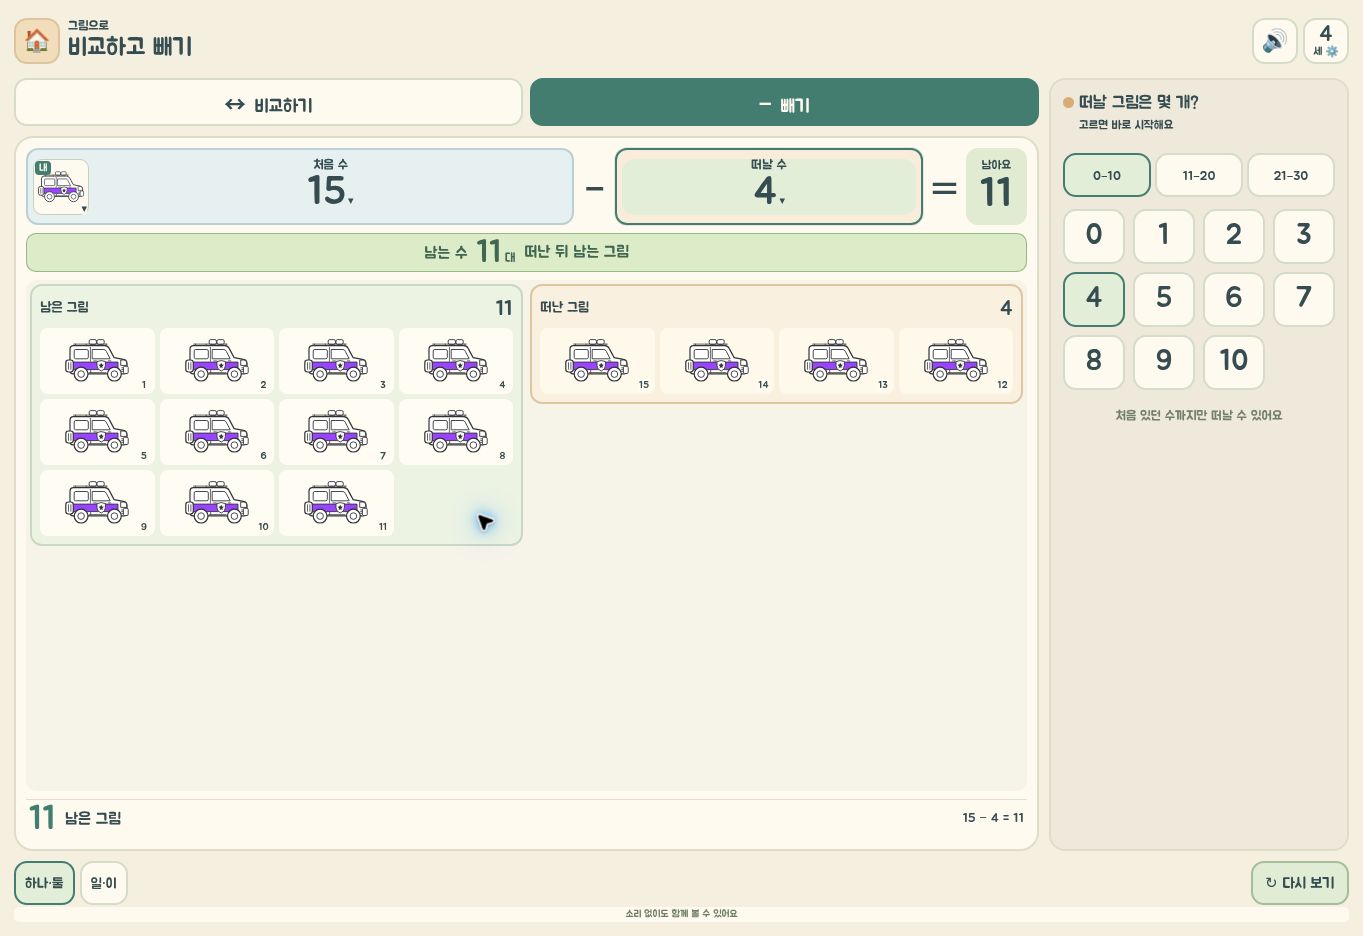 그림으로
비교하고 빼기
4
세
↔ 비교하기
− 빼기
내
처음 수
15
−
떠날 수
4
=
남아요
11
남는 수 11 대 떠난 뒤 남는 그림
남은 그림 11
1 2 3 4
5 6 7 8
9 10 11
떠난 그림 4
15 14 13 12
11 남은 그림
15 − 4 = 11
떠날 그림은 몇 개?
고르면 바로 시작해요
0–10 11–20 21–30
0 1 2 3
4 5 6 7
8 9 10
처음 있던 수까지만 떠날 수 있어요
하나·둘 일·이
↻ 다시 보기
소리 없이도 함께 볼 수 있어요